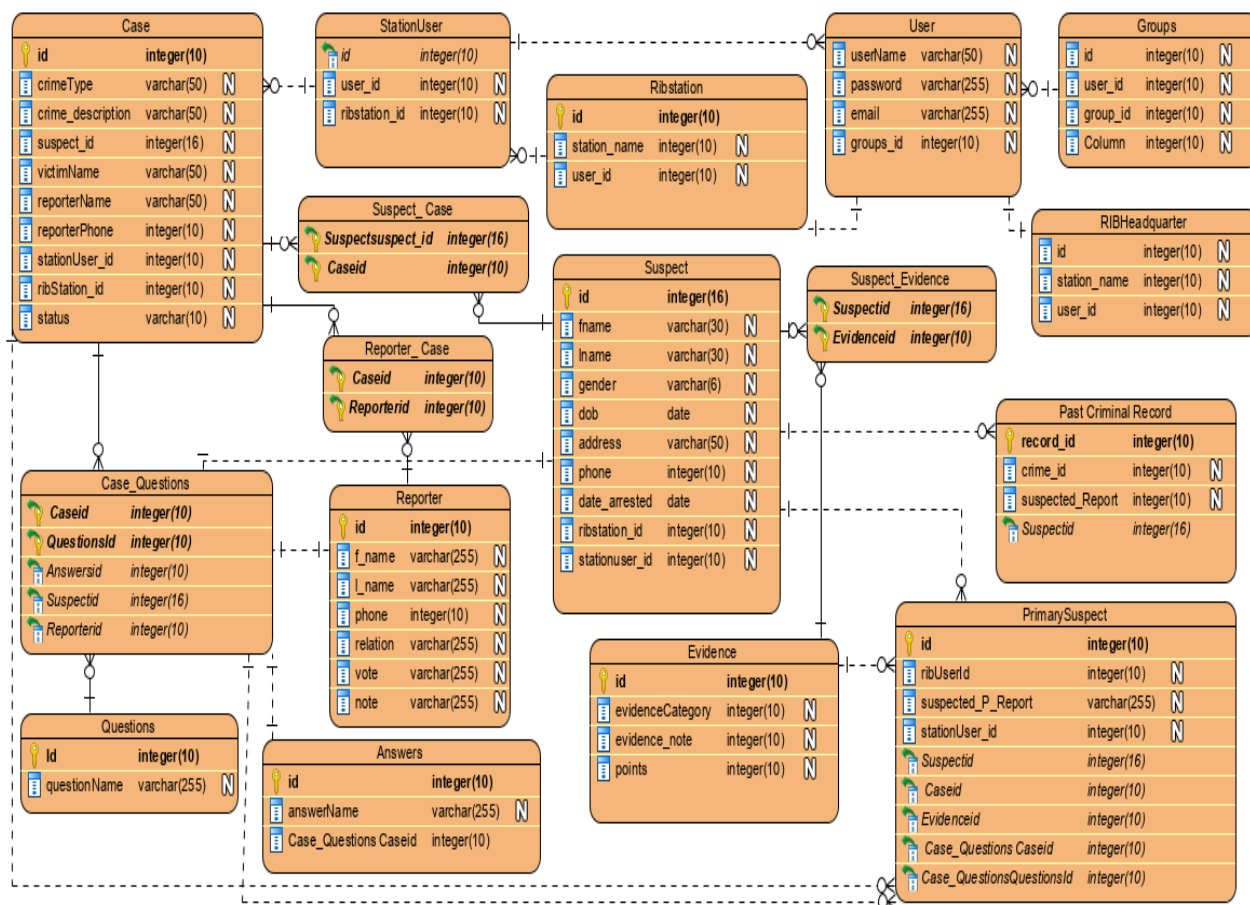 Case
id integer(10)
crimeType varchar(50) N
crime_description varchar(50) N
suspect_id integer(16) N
victimName varchar(50) N
reporterName varchar(50) N
reporterPhone integer(10) N
stationUser_id integer(10) N
ribStation_id integer(10) N
status varchar(10) N
StationUser
id integer(10)
user_id integer(10) N
ribstation_id integer(10) N
Ribstation
id integer(10)
station_name integer(10) N
user_id integer(10) N
User
userName varchar(50) N
password varchar(255) N
email varchar(255) N
groups_id integer(10) N
Groups
id integer(10) N
user_id integer(10) N
group_id integer(10) N
Column integer(10) N
RIBHeadquarter
id integer(10) N
station_name integer(10) N
user_id integer(10) N
Suspect_ Case
Suspectsuspect_id integer(16)
Caseid integer(10)
Suspect
id integer(16)
fname varchar(30) N
lname varchar(30) N
gender varchar(6) N
dob date N
address varchar(50) N
phone integer(10) N
date_arrested date N
ribstation_id integer(10) N
stationuser_id integer(10) N
Suspect_Evidence
Suspectid integer(16)
Evidenceid integer(10)
Reporter_ Case
Caseid integer(10)
Reporterid integer(10)
Past Criminal Record
record_id integer(10)
crime_id integer(10) N
suspected_Report integer(10) N
Suspectid integer(16)
Case_Questions
Caseid integer(10)
QuestionsId integer(10)
Answersid integer(10)
Suspectid integer(16)
Reporterid integer(10)
Reporter
id integer(10)
f_name varchar(255) N
l_name varchar(255) N
phone integer(10) N
relation varchar(255) N
vote varchar(255) N
note varchar(255) N
PrimarySuspect
id integer(10)
ribUserId integer(10) N
suspected_P_Report varchar(255) N
stationUser_id integer(10) N
Suspectid integer(16)
Caseid integer(10)
Evidenceid integer(10)
Case_Questions Caseid integer(10)
Case_QuestionsQuestionsId integer(10)
Evidence
id integer(10)
evidenceCategory integer(10) N
evidence_note integer(10) N
points integer(10) N
Questions
Id integer(10)
questionName varchar(255) N
Answers
id integer(10)
answerName varchar(255) N
Case_Questions Caseid integer(10)